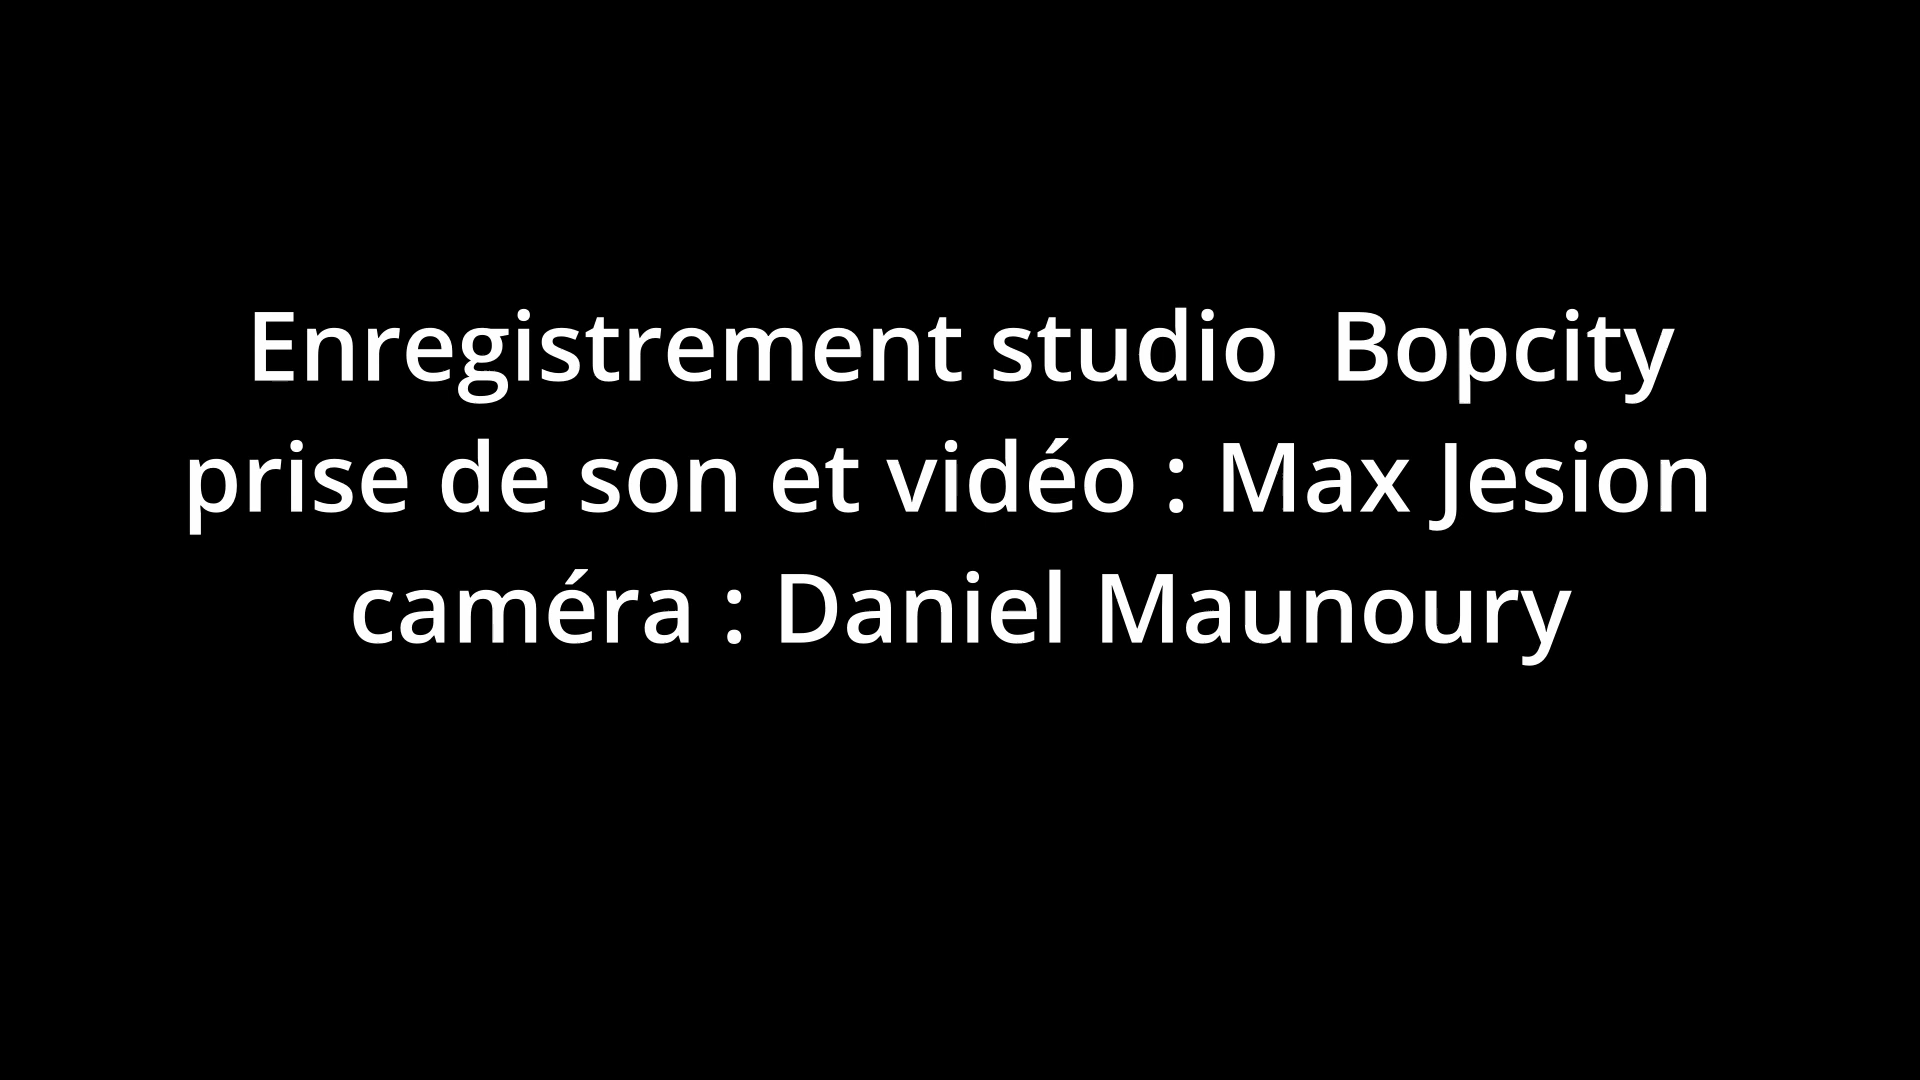 Enregistrement studio  Bopcity
prise de son et vidéo : Max Jesion
caméra : Daniel Maunoury